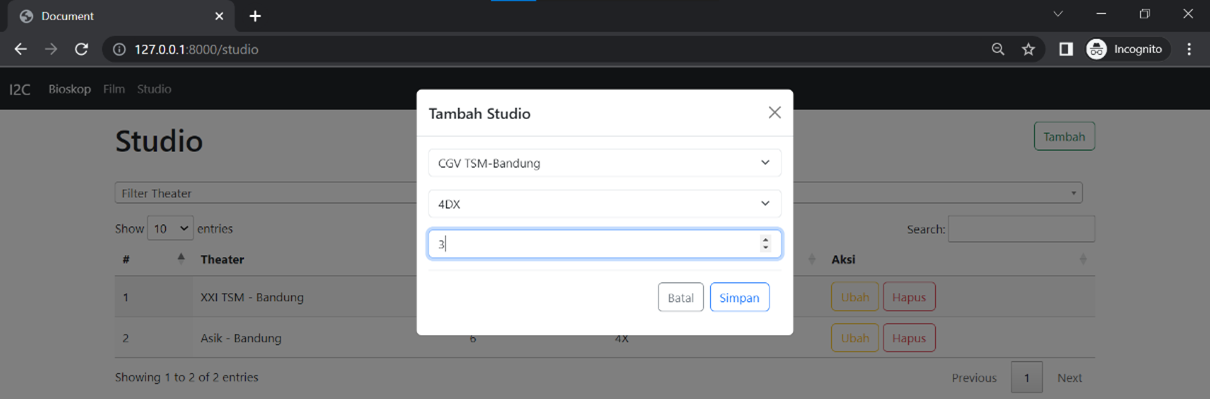 Document
127.0.0.1:8000/studio
Incognito
I2C Bioskop Film Studio
Tambah Studio
Studio
Tambah
CGV TSM-Bandung
Filter Theater
4DX
Show 10 entries
Search:
3
# Theater Aksi
Batal Simpan
1 XXI TSM - Bandung Ubah Hapus
2 Asik - Bandung 6 4X Ubah Hapus
Showing 1 to 2 of 2 entries
Previous 1 Next